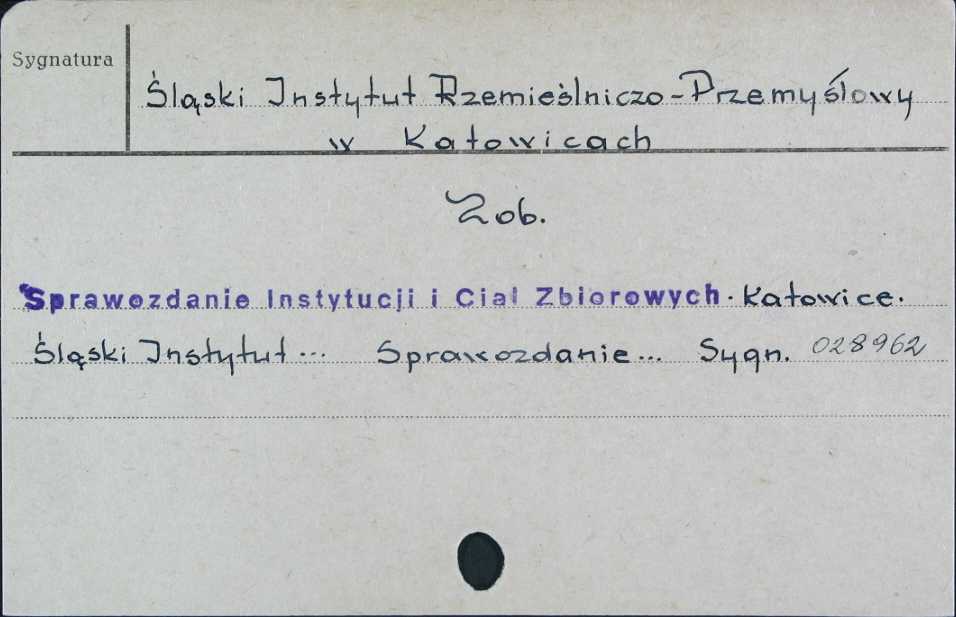 Sygnatura
Śląski Instytut Rzemieślniczo-Przemysłowy
w Katowicach
Zob.
Sprawozdanie Instytucji i Ciał Zbiorowych. Katowice.
Śląski Instytut... Sprawozdanie... Sygn. 028962